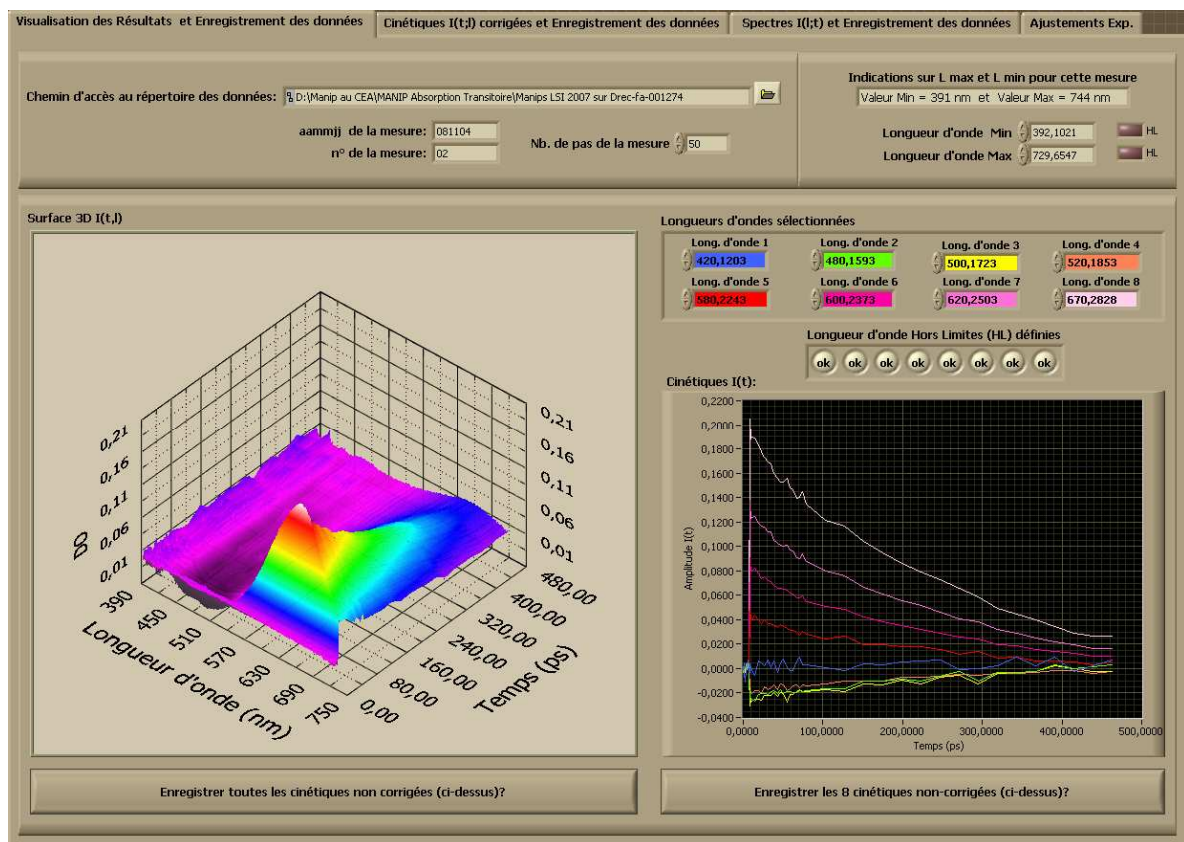 Visualisation des Résultats et Enregistrement des données
Cinétiques I(t;l) corrigées et Enregistrement des données
Spectres I(l;t) et Enregistrement des données
Ajustements Exp.
Chemin d'accès au répertoire des données:
D:\Manip au CEA\MANIP Absorption Transitoire\Manips LSI 2007 sur Drec-fa-001274
aammjj de la mesure: 081104
n° de la mesure: 02
Nb. de pas de la mesure 50
Indications sur L max et L min pour cette mesure
Valeur Min = 391 nm et Valeur Max = 744 nm
Longueur d'onde Min 392,1021 HL
Longueur d'onde Max 729,6547 HL
Surface 3D I(t,l)
0,21
0,16
0,11
0,06
0,01
DO
0,21
0,16
0,11
0,06
0,01
390
450
510
570
630
690
750
Longueur d'onde (nm)
0,00
80,00
160,00
240,00
320,00
400,00
480,00
Temps (ps)
Enregistrer toutes les cinétiques non corrigées (ci-dessus)?
Longueurs d'ondes sélectionnées
Long. d'onde 1 Long. d'onde 2 Long. d'onde 3 Long. d'onde 4
420,1203 480,1593 500,1723 520,1853
Long. d'onde 5 Long. d'onde 6 Long. d'onde 7 Long. d'onde 8
580,2243 600,2373 620,2503 670,2828
Longueur d'onde Hors Limites (HL) définies
ok ok ok ok ok ok ok ok
Cinétiques I(t):
0,2200
0,2000
0,1800
0,1600
0,1400
0,1200
0,1000
0,0800
0,0600
0,0400
0,0200
0,0000
-0,0200
-0,0400
Amplitude I(t)
0,0000 100,0000 200,0000 300,0000 400,0000 500,0000
Temps (ps)
Enregistrer les 8 cinétiques non-corrigées (ci-dessus)?